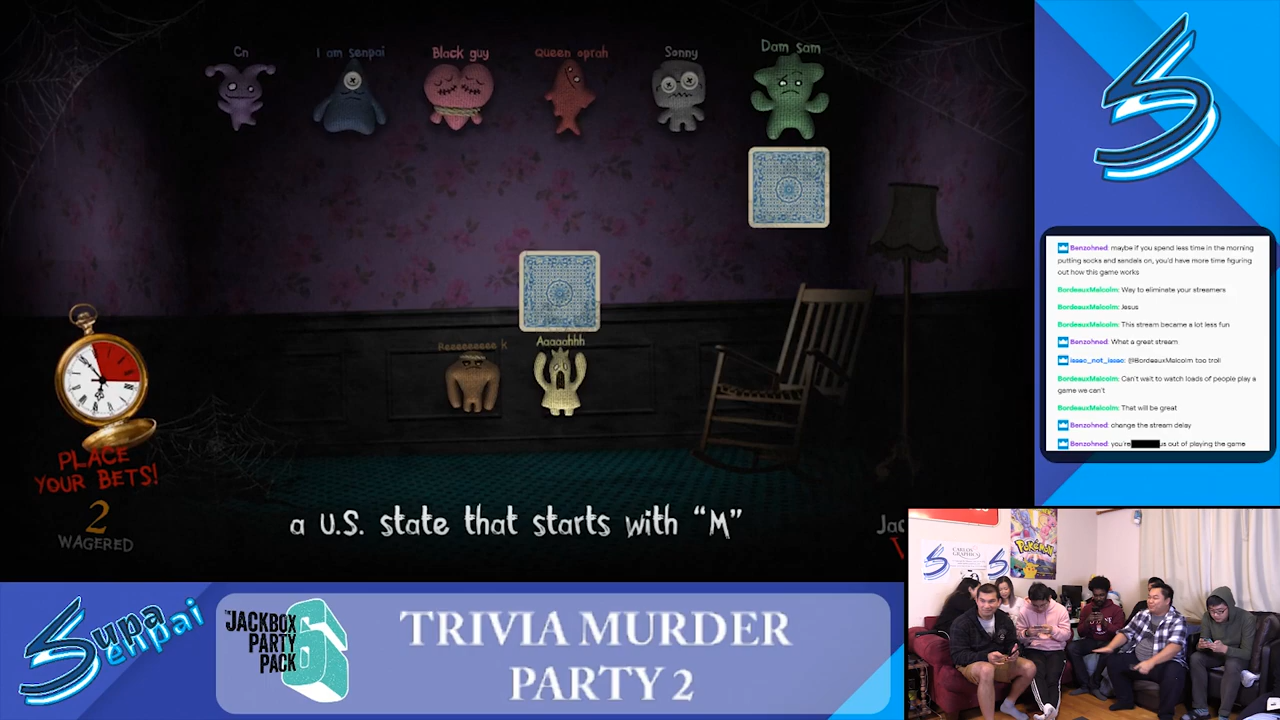 Cn
I am senpai
Black guy
Queen oprah
Sonny
Dam sam
Aaaaahhh
PLACE
YOUR BETS!
2
WAGERED
a U.S. state that starts with "M"
Benzohned: maybe if you spend less time in the morning
putting socks and sandals on, you'd have more time figuring
out how this game works
BordeauxMalcolm: Way to eliminate your streamers
BordeauxMalcolm: Jesus
BordeauxMalcolm: This stream became a lot less fun
Benzohned: What a great stream
isaac_not_isaac: @BordeauxMalcolm too troll
BordeauxMalcolm: Can't wait to watch loads of people play a
game we can't
BordeauxMalcolm: That will be great
Benzohned: change the stream delay
Benzohned: you're us out of playing the game
POKéMON
Supa
Senpai
THE JACKBOX
PARTY
PACK
6
TRIVIA MURDER
PARTY 2